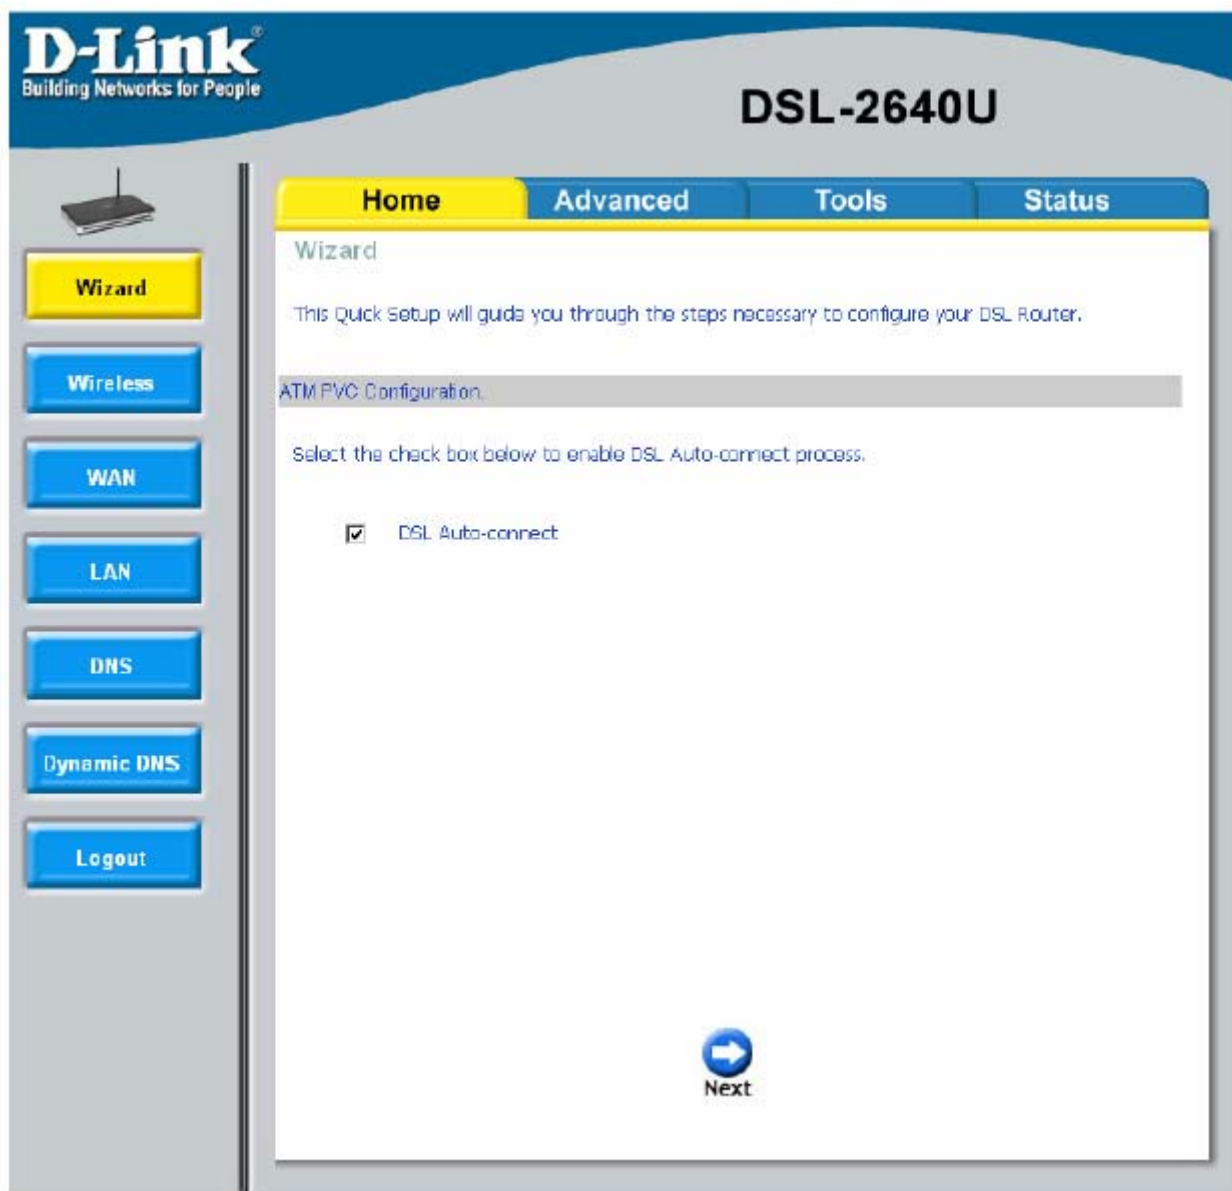 D-Link®
Building Networks for People
DSL-2640U
Home Advanced Tools Status
Wizard
Wireless
WAN
LAN
DNS
Dynamic DNS
Logout
Wizard
This Quick Setup will guide you through the steps necessary to configure your DSL Router.
ATM PVC Configuration.
Select the check box below to enable DSL Auto-connect process.
DSL Auto-connect
Next